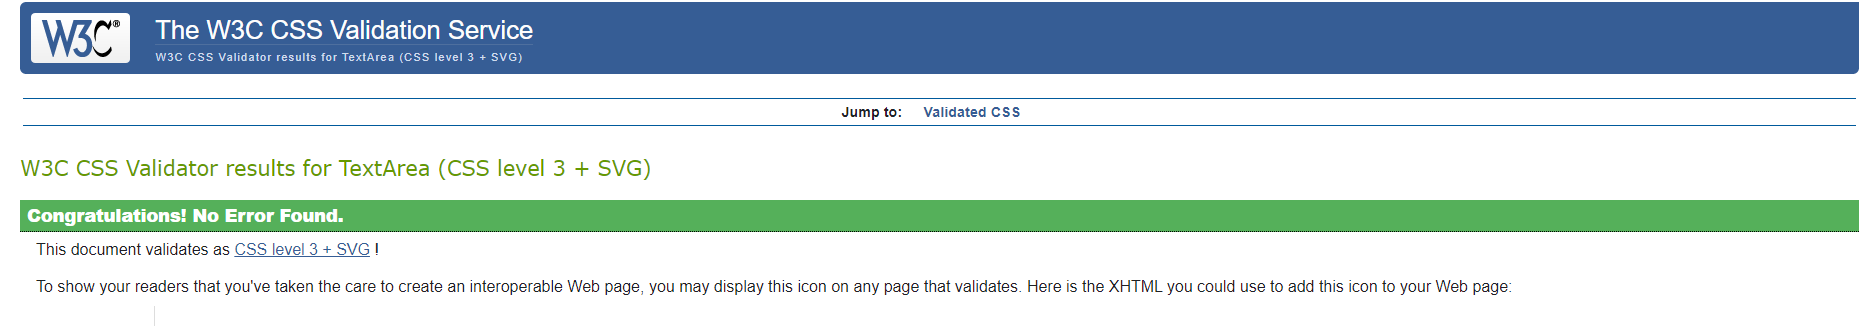 W3C® The W3C CSS Validation Service
W3C CSS Validator results for TextArea (CSS level 3 + SVG)
Jump to: Validated CSS
W3C CSS Validator results for TextArea (CSS level 3 + SVG)
Congratulations! No Error Found.
This document validates as CSS level 3 + SVG !
To show your readers that you've taken the care to create an interoperable Web page, you may display this icon on any page that validates. Here is the XHTML you could use to add this icon to your Web page: